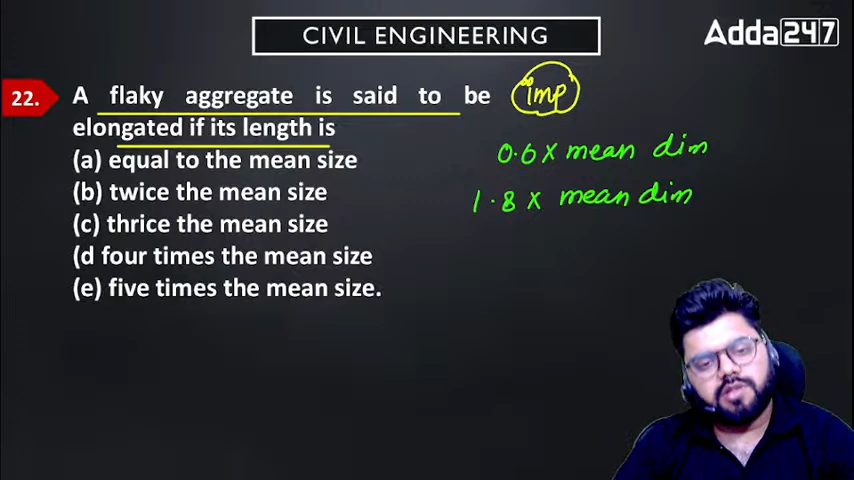 CIVIL ENGINEERING
Adda247
22.
A flaky aggregate is said to be
imp
elongated if its length is
0.6 x mean dim
(a) equal to the mean size
(b) twice the mean size
1.8 x mean dim
(c) thrice the mean size
(d four times the mean size
(e) five times the mean size.